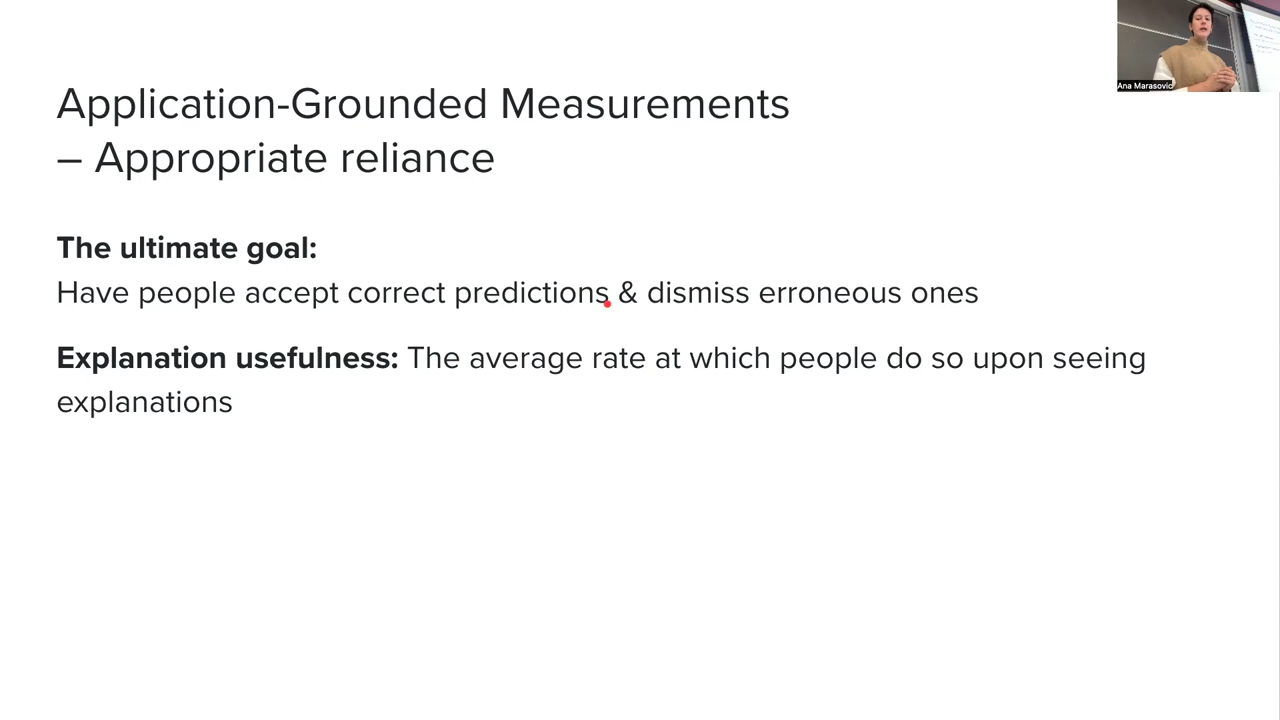 Ana Marasović
Application-Grounded Measurements
– Appropriate reliance
The ultimate goal:
Have people accept correct predictions & dismiss erroneous ones
Explanation usefulness: The average rate at which people do so upon seeing
explanations